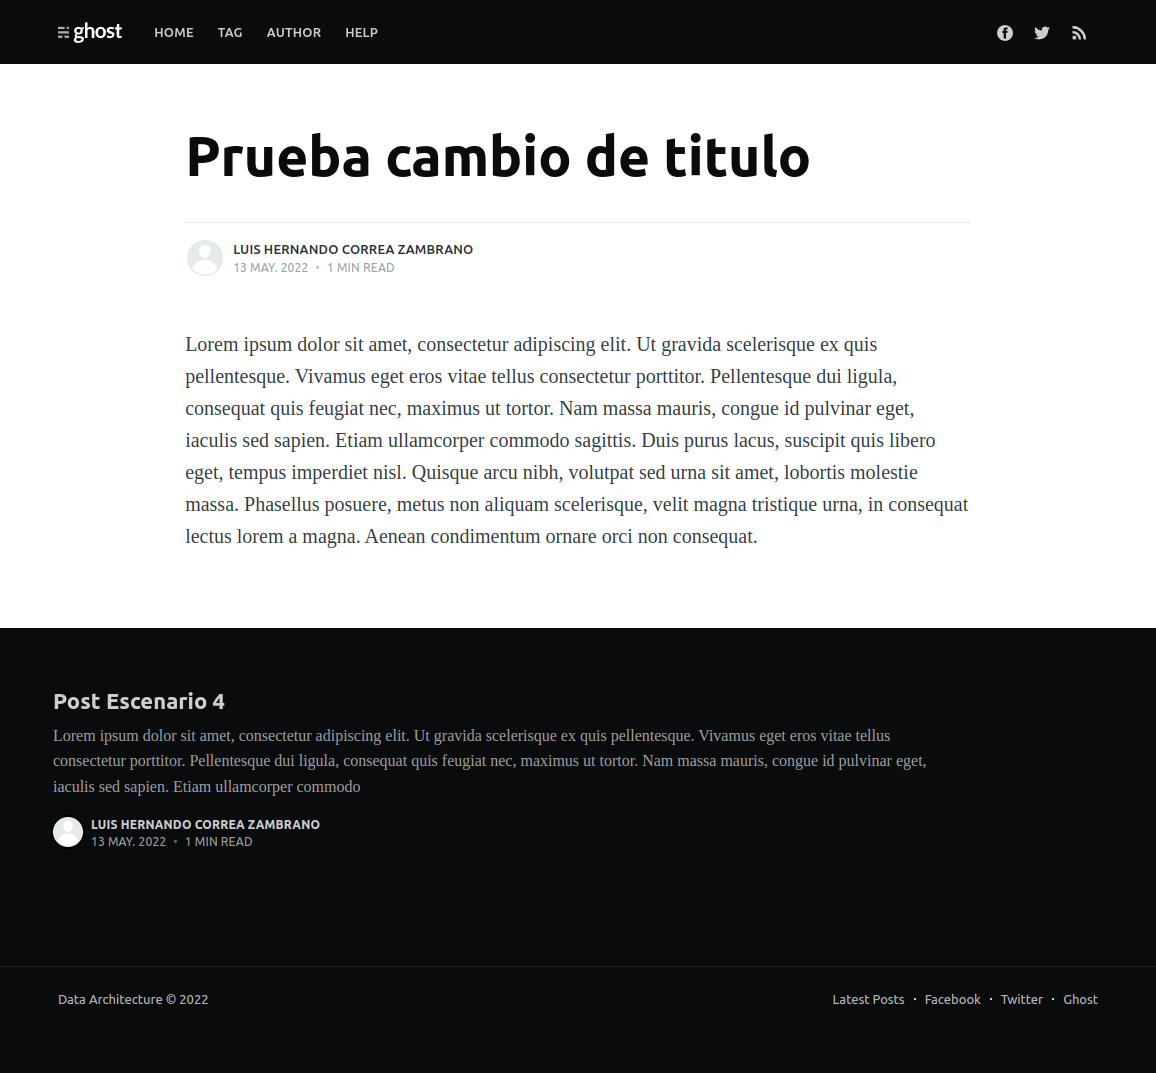 ghost HOME TAG AUTHOR HELP
Prueba cambio de titulo
LUIS HERNANDO CORREA ZAMBRANO
13 MAY. 2022 • 1 MIN READ
Lorem ipsum dolor sit amet, consectetur adipiscing elit. Ut gravida scelerisque ex quis
pellentesque. Vivamus eget eros vitae tellus consectetur porttitor. Pellentesque dui ligula,
consequat quis feugiat nec, maximus ut tortor. Nam massa mauris, congue id pulvinar eget,
iaculis sed sapien. Etiam ullamcorper commodo sagittis. Duis purus lacus, suscipit quis libero
eget, tempus imperdiet nisl. Quisque arcu nibh, volutpat sed urna sit amet, lobortis molestie
massa. Phasellus posuere, metus non aliquam scelerisque, velit magna tristique urna, in consequat
lectus lorem a magna. Aenean condimentum ornare orci non consequat.
Post Escenario 4
Lorem ipsum dolor sit amet, consectetur adipiscing elit. Ut gravida scelerisque ex quis pellentesque. Vivamus eget eros vitae tellus
consectetur porttitor. Pellentesque dui ligula, consequat quis feugiat nec, maximus ut tortor. Nam massa mauris, congue id pulvinar eget,
iaculis sed sapien. Etiam ullamcorper commodo
LUIS HERNANDO CORREA ZAMBRANO
13 MAY. 2022 • 1 MIN READ
Data Architecture © 2022 Latest Posts · Facebook · Twitter · Ghost